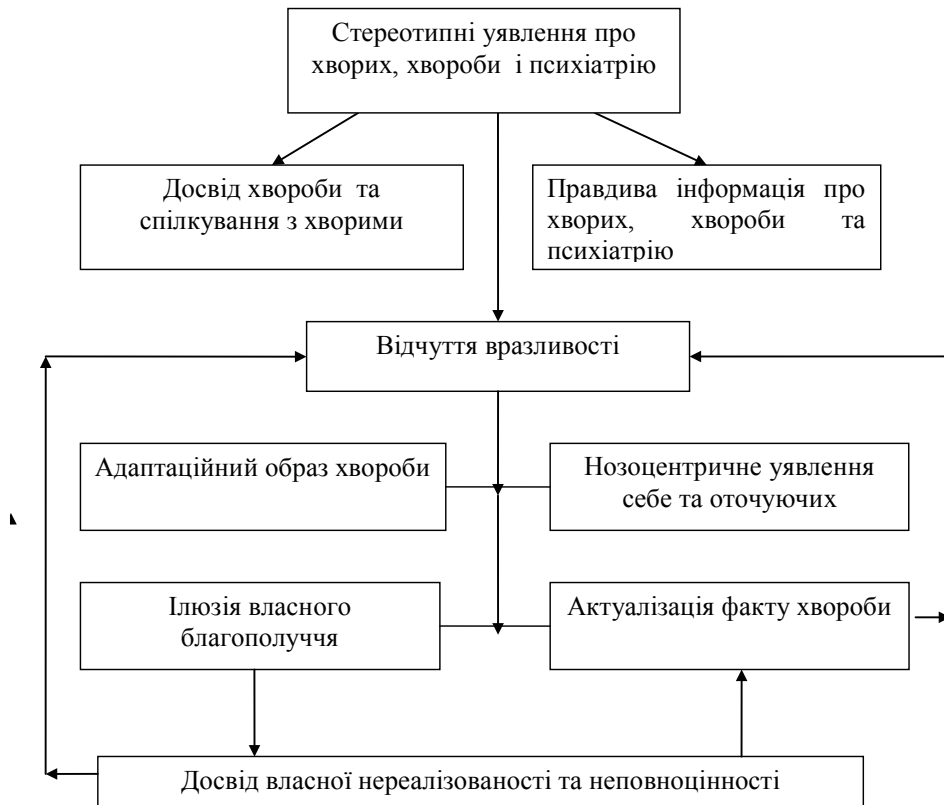 Стереотипні уявлення про
хворих, хвороби і психіатрію
Досвід хвороби та
спілкування з хворими
Правдива інформація про
хворих, хвороби та
психіатрію
Відчуття вразливості
Адаптаційний образ хвороби
Нозоцентричне уявлення
себе та оточуючих
Ілюзія власного
благополуччя
Актуалізація факту хвороби
Досвід власної нереалізованості та неповноцінності